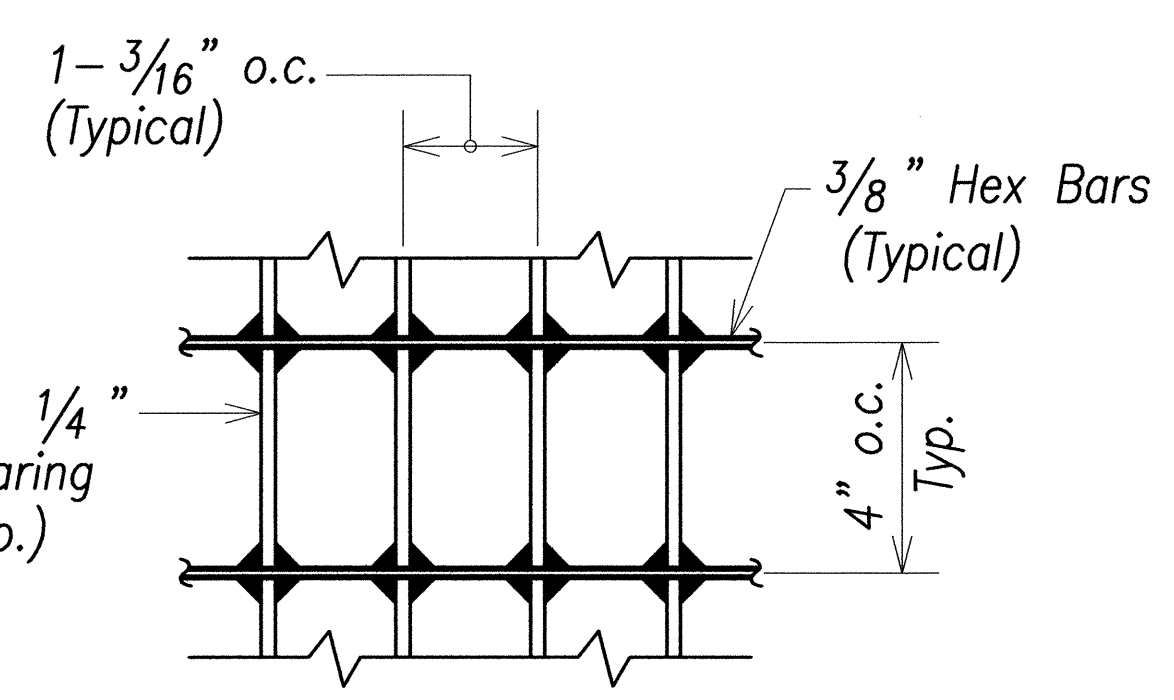 1-3/16" o.c.
(Typical)
3/8" Hex Bars
(Typical)
1/4"
4" o.c.
Typ.